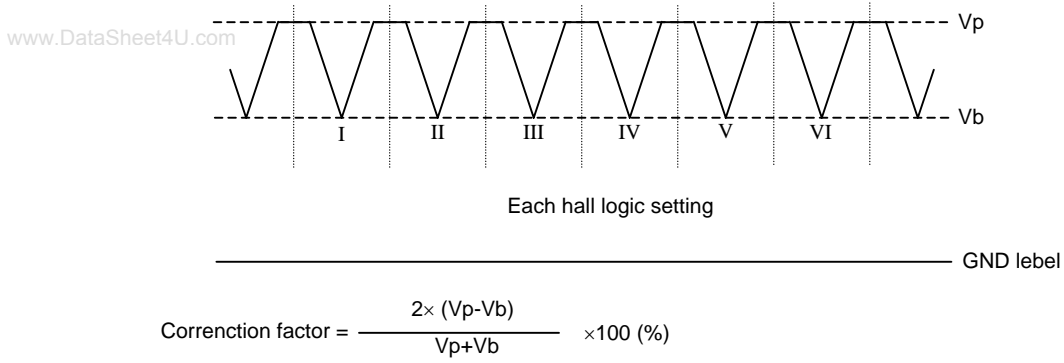 Vp
www.DataSheet4U.com
Vb
I II III IV V VI
Each hall logic setting
GND lebel
2× (Vp-Vb)
Correnction factor = ×100 (%)
Vp+Vb